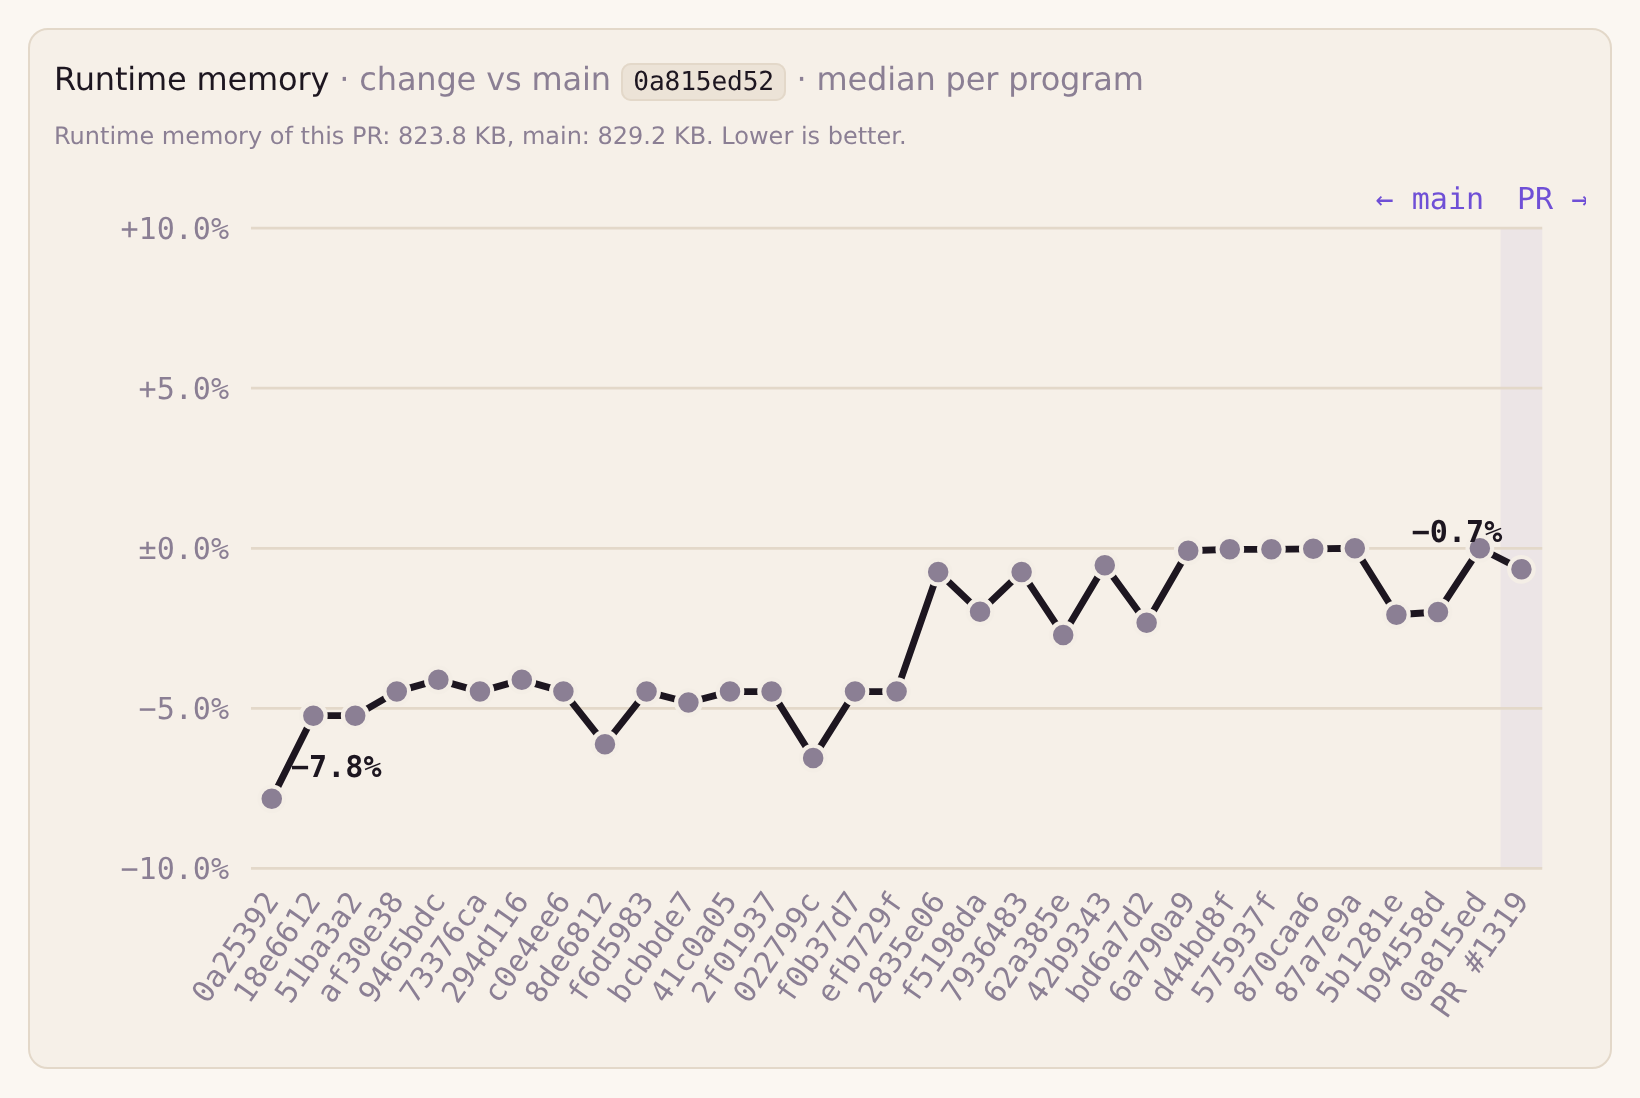 Runtime memory · change vs main 0a815ed52 · median per program
Runtime memory of this PR: 823.8 KB, main: 829.2 KB. Lower is better.
← main PR →
+10.0%
+5.0%
±0.0%
−5.0%
−10.0%
−7.8%
−0.7%
0a25392
18e6612
51ba3a2
af30e38
9465bdc
73376ca
294d116
c0e4ee6
8de6812
f6d5983
bcbbde7
41c0a05
2f01937
022799c
f0b37d7
efb729f
2835e06
f5198da
7936483
62a385e
42b9343
bd6a7d2
6a790a9
d44bd8f
575937f
870caa6
87a7e9a
5b1281e
b94558d
0a815ed
PR #1319